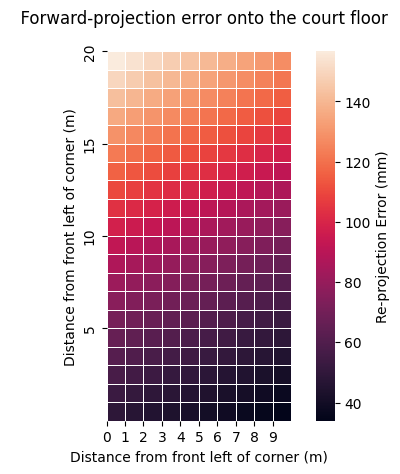 Forward-projection error onto the court floor
Distance from front left of corner (m)
20
15
10
5
0 1 2 3 4 5 6 7 8 9
Distance from front left of corner (m)
140
120
100
80
60
40
Re-projection Error (mm)